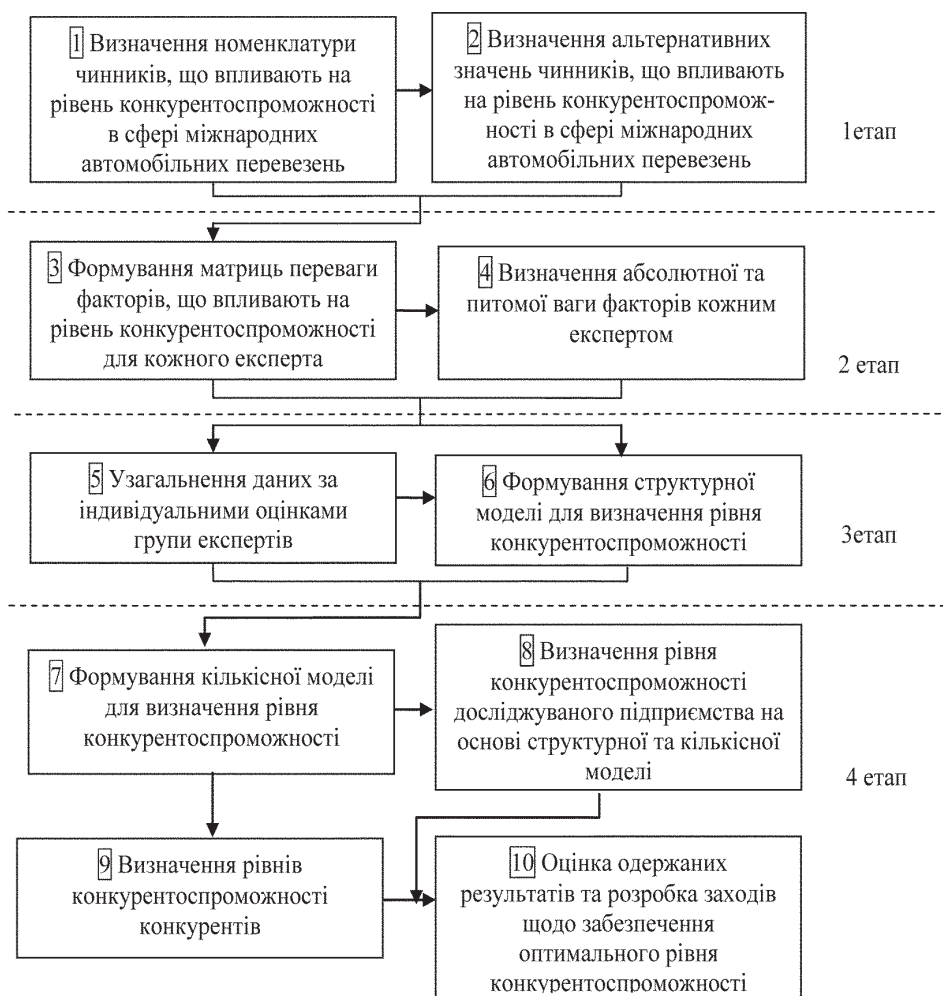 1 Визначення номенклатури
чинників, що впливають на
рівень конкурентоспроможності
в сфері міжнародних
автомобільних перевезень
2 Визначення альтернативних
значень чинників, що впливають
на рівень конкурентоспромож-
ності в сфері міжнародних
автомобільних перевезень
1етап
3 Формування матриць переваги
факторів, що впливають на
рівень конкурентоспроможності
для кожного експерта
4 Визначення абсолютної та
питомої ваги факторів кожним
експертом
2 етап
5 Узагальнення даних за
індивідуальними оцінками
групи експертів
6 Формування структурної
моделі для визначення рівня
конкурентоспроможності
3етап
7 Формування кількісної моделі
для визначення рівня
конкурентоспроможності
8 Визначення рівня
конкурентоспроможності
досліджуваного підприємства на
основі структурної та кількісної
моделі
4 етап
9 Визначення рівнів
конкурентоспроможності
конкурентів
10 Оцінка одержаних
результатів та розробка заходів
щодо забезпечення
оптимального рівня
конкурентоспроможності